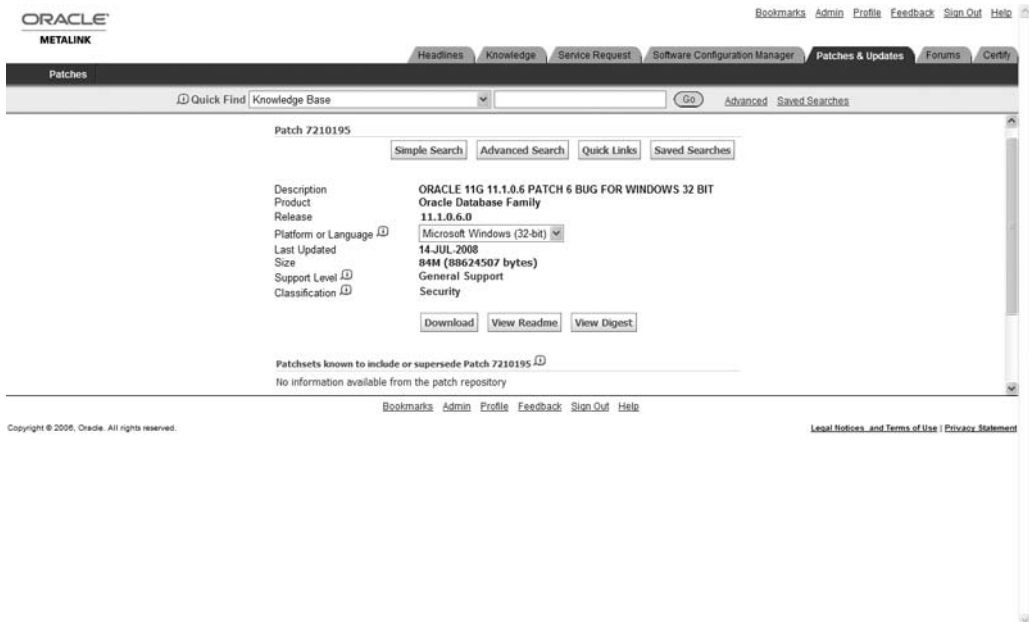 Bookmarks Admin Profile Feedback Sign Out Help
ORACLE
METALINK
Headlines Knowledge Service Request Software Configuration Manager Patches & Updates Forums Certify
Patches
Quick Find Knowledge Base Go Advanced Saved Searches
Patch 7210195
Simple Search Advanced Search Quick Links Saved Searches
Description ORACLE 11G 11.1.0.6 PATCH 6 BUG FOR WINDOWS 32 BIT
Product Oracle Database Family
Release 11.1.0.6.0
Platform or Language Microsoft Windows (32-bit)
Last Updated 14-JUL-2008
Size 84M (88624507 bytes)
Support Level General Support
Classification Security
Download View Readme View Digest
Patchsets known to include or supersede Patch 7210195
No information available from the patch repository
Bookmarks Admin Profile Feedback Sign Out Help
Copyright © 2006, Oracle. All rights reserved. Legal Notices and Terms of Use | Privacy Statement